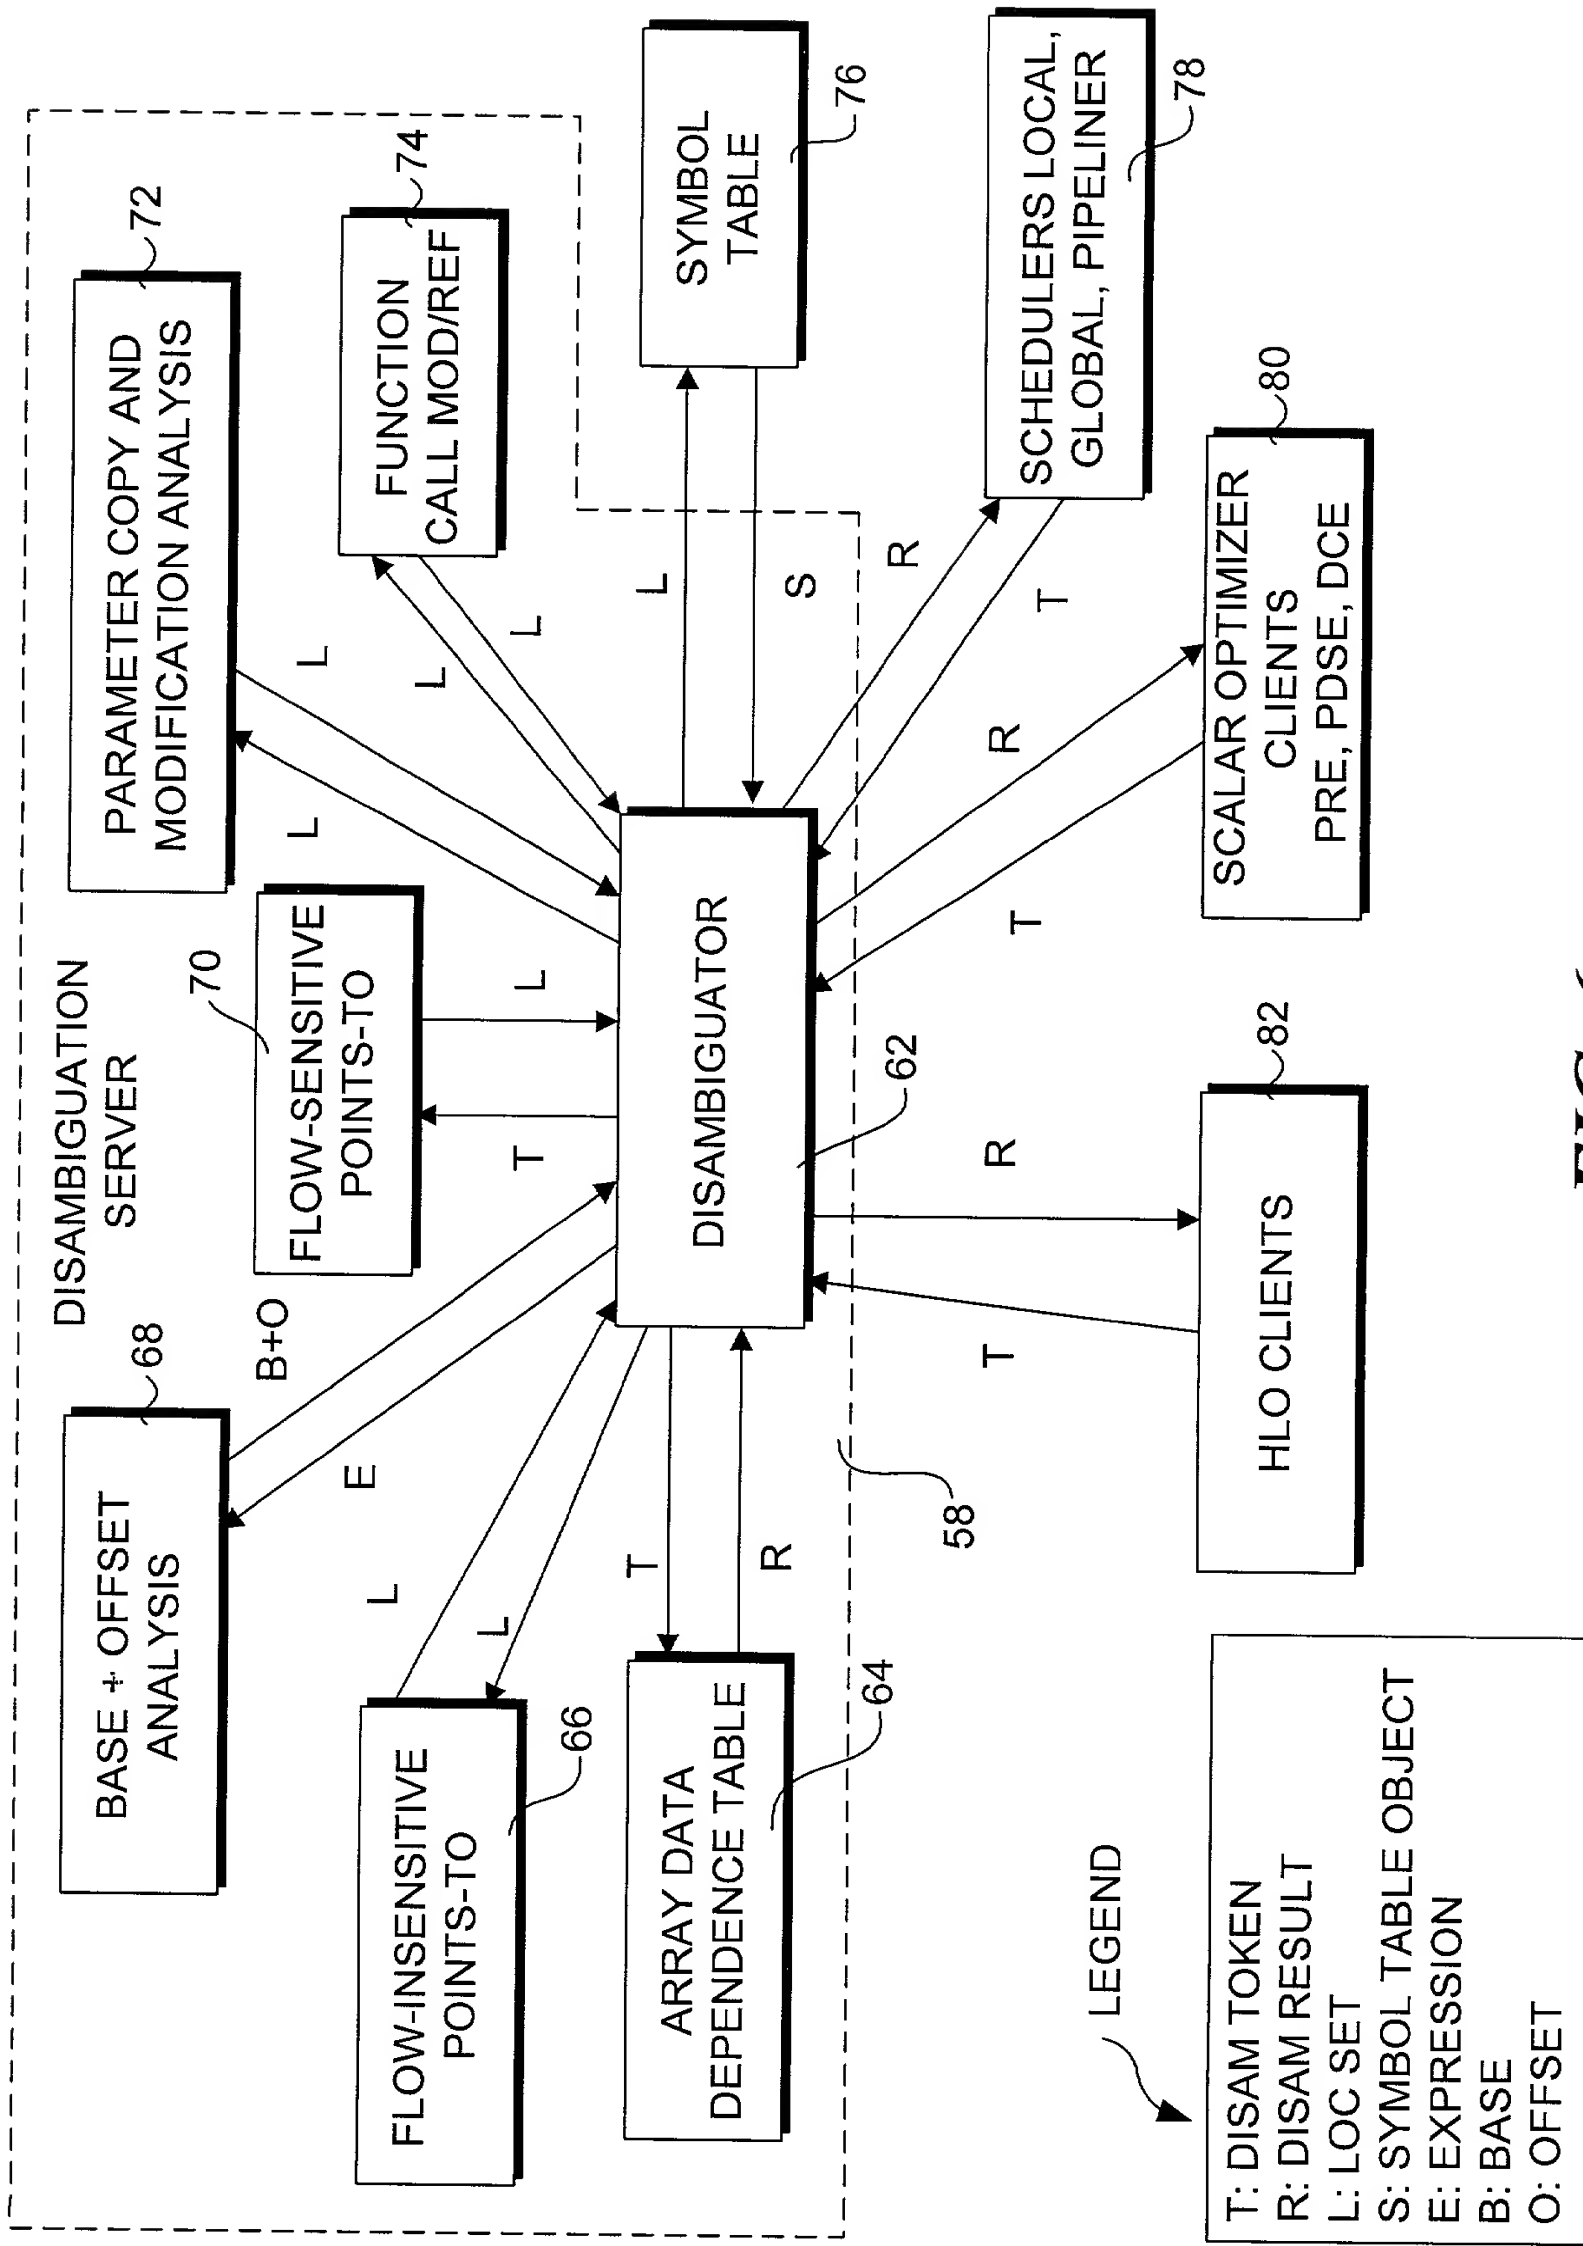 DISAMBIGUATION
SERVER
BASE + OFFSET
ANALYSIS
68
B+O
E
FLOW-SENSITIVE
POINTS-TO
70
T
L
PARAMETER COPY AND
MODIFICATION ANALYSIS
72
L
L
FUNCTION
CALL MOD/REF
74
L
L
FLOW-INSENSITIVE
POINTS-TO
66
L
L
ARRAY DATA
DEPENDENCE TABLE
64
T
R
DISAMBIGUATOR
62
58
SYMBOL
TABLE
76
L
S
SCHEDULERS LOCAL,
GLOBAL, PIPELINER
78
R
T
SCALAR OPTIMIZER
CLIENTS
PRE, PDSE, DCE
80
R
T
HLO CLIENTS
82
T
R
LEGEND
T: DISAM TOKEN
R: DISAM RESULT
L: LOC SET
S: SYMBOL TABLE OBJECT
E: EXPRESSION
B: BASE
O: OFFSET